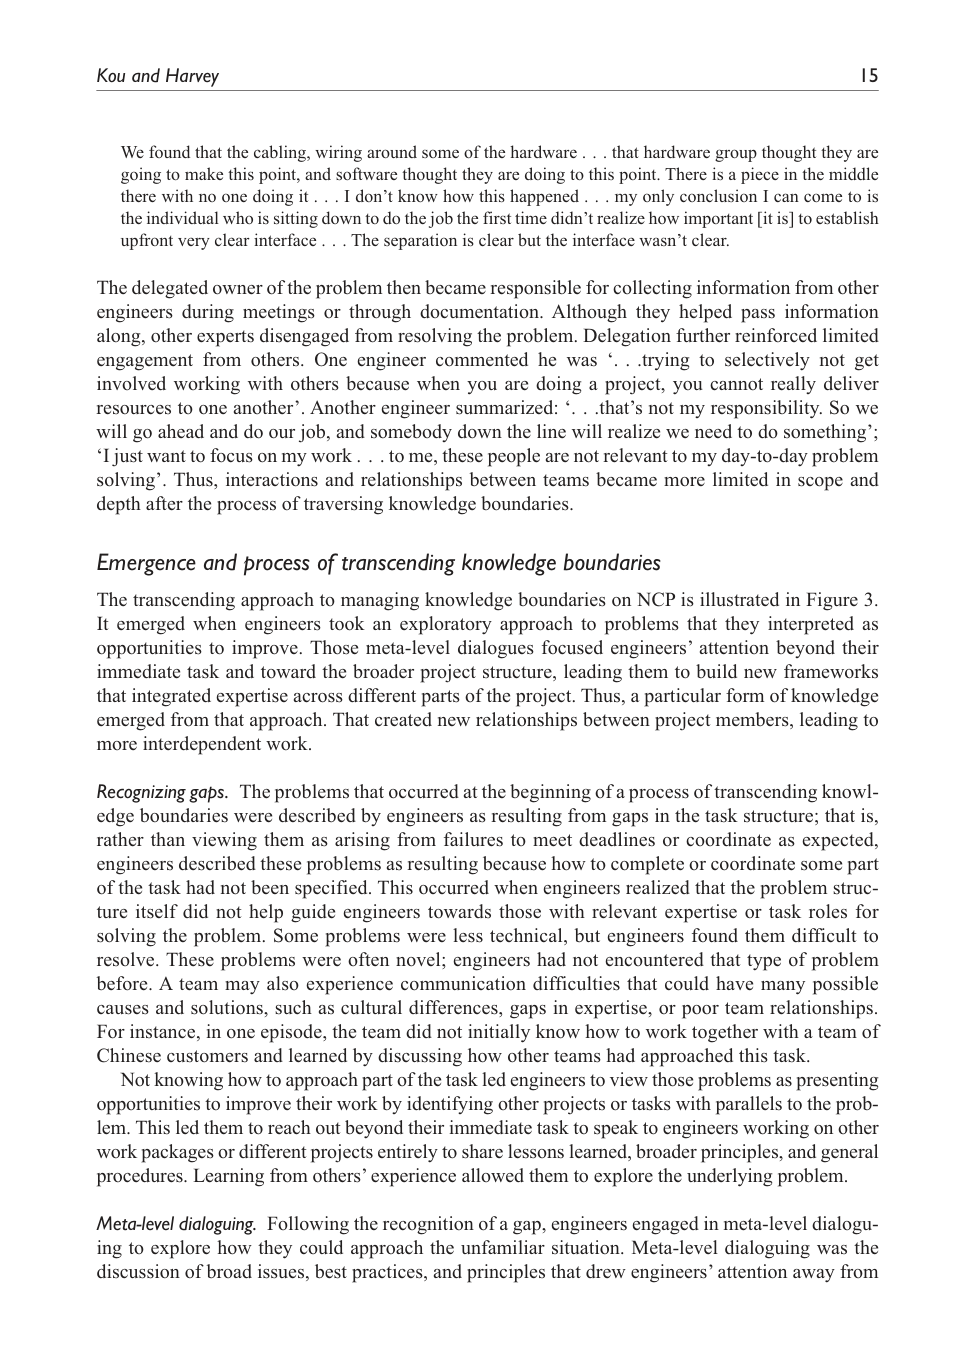 Kou and Harvey 15
We found that the cabling, wiring around some of the hardware . . . that hardware group thought they are
going to make this point, and software thought they are doing to this point. There is a piece in the middle
there with no one doing it . . . I don’t know how this happened . . . my only conclusion I can come to is
the individual who is sitting down to do the job the first time didn’t realize how important [it is] to establish
upfront very clear interface . . . The separation is clear but the interface wasn’t clear.
The delegated owner of the problem then became responsible for collecting information from other
engineers during meetings or through documentation. Although they helped pass information
along, other experts disengaged from resolving the problem. Delegation further reinforced limited
engagement from others. One engineer commented he was ‘. . .trying to selectively not get
involved working with others because when you are doing a project, you cannot really deliver
resources to one another’. Another engineer summarized: ‘. . .that’s not my responsibility. So we
will go ahead and do our job, and somebody down the line will realize we need to do something’;
‘I just want to focus on my work . . . to me, these people are not relevant to my day-to-day problem
solving’. Thus, interactions and relationships between teams became more limited in scope and
depth after the process of traversing knowledge boundaries.
Emergence and process of transcending knowledge boundaries
The transcending approach to managing knowledge boundaries on NCP is illustrated in Figure 3.
It emerged when engineers took an exploratory approach to problems that they interpreted as
opportunities to improve. Those meta-level dialogues focused engineers’ attention beyond their
immediate task and toward the broader project structure, leading them to build new frameworks
that integrated expertise across different parts of the project. Thus, a particular form of knowledge
emerged from that approach. That created new relationships between project members, leading to
more interdependent work.
Recognizing gaps. The problems that occurred at the beginning of a process of transcending knowl-
edge boundaries were described by engineers as resulting from gaps in the task structure; that is,
rather than viewing them as arising from failures to meet deadlines or coordinate as expected,
engineers described these problems as resulting because how to complete or coordinate some part
of the task had not been specified. This occurred when engineers realized that the problem struc-
ture itself did not help guide engineers towards those with relevant expertise or task roles for
solving the problem. Some problems were less technical, but engineers found them difficult to
resolve. These problems were often novel; engineers had not encountered that type of problem
before. A team may also experience communication difficulties that could have many possible
causes and solutions, such as cultural differences, gaps in expertise, or poor team relationships.
For instance, in one episode, the team did not initially know how to work together with a team of
Chinese customers and learned by discussing how other teams had approached this task.
Not knowing how to approach part of the task led engineers to view those problems as presenting
opportunities to improve their work by identifying other projects or tasks with parallels to the prob-
lem. This led them to reach out beyond their immediate task to speak to engineers working on other
work packages or different projects entirely to share lessons learned, broader principles, and general
procedures. Learning from others’ experience allowed them to explore the underlying problem.
Meta-level dialoguing. Following the recognition of a gap, engineers engaged in meta-level dialogu-
ing to explore how they could approach the unfamiliar situation. Meta-level dialoguing was the
discussion of broad issues, best practices, and principles that drew engineers’ attention away from